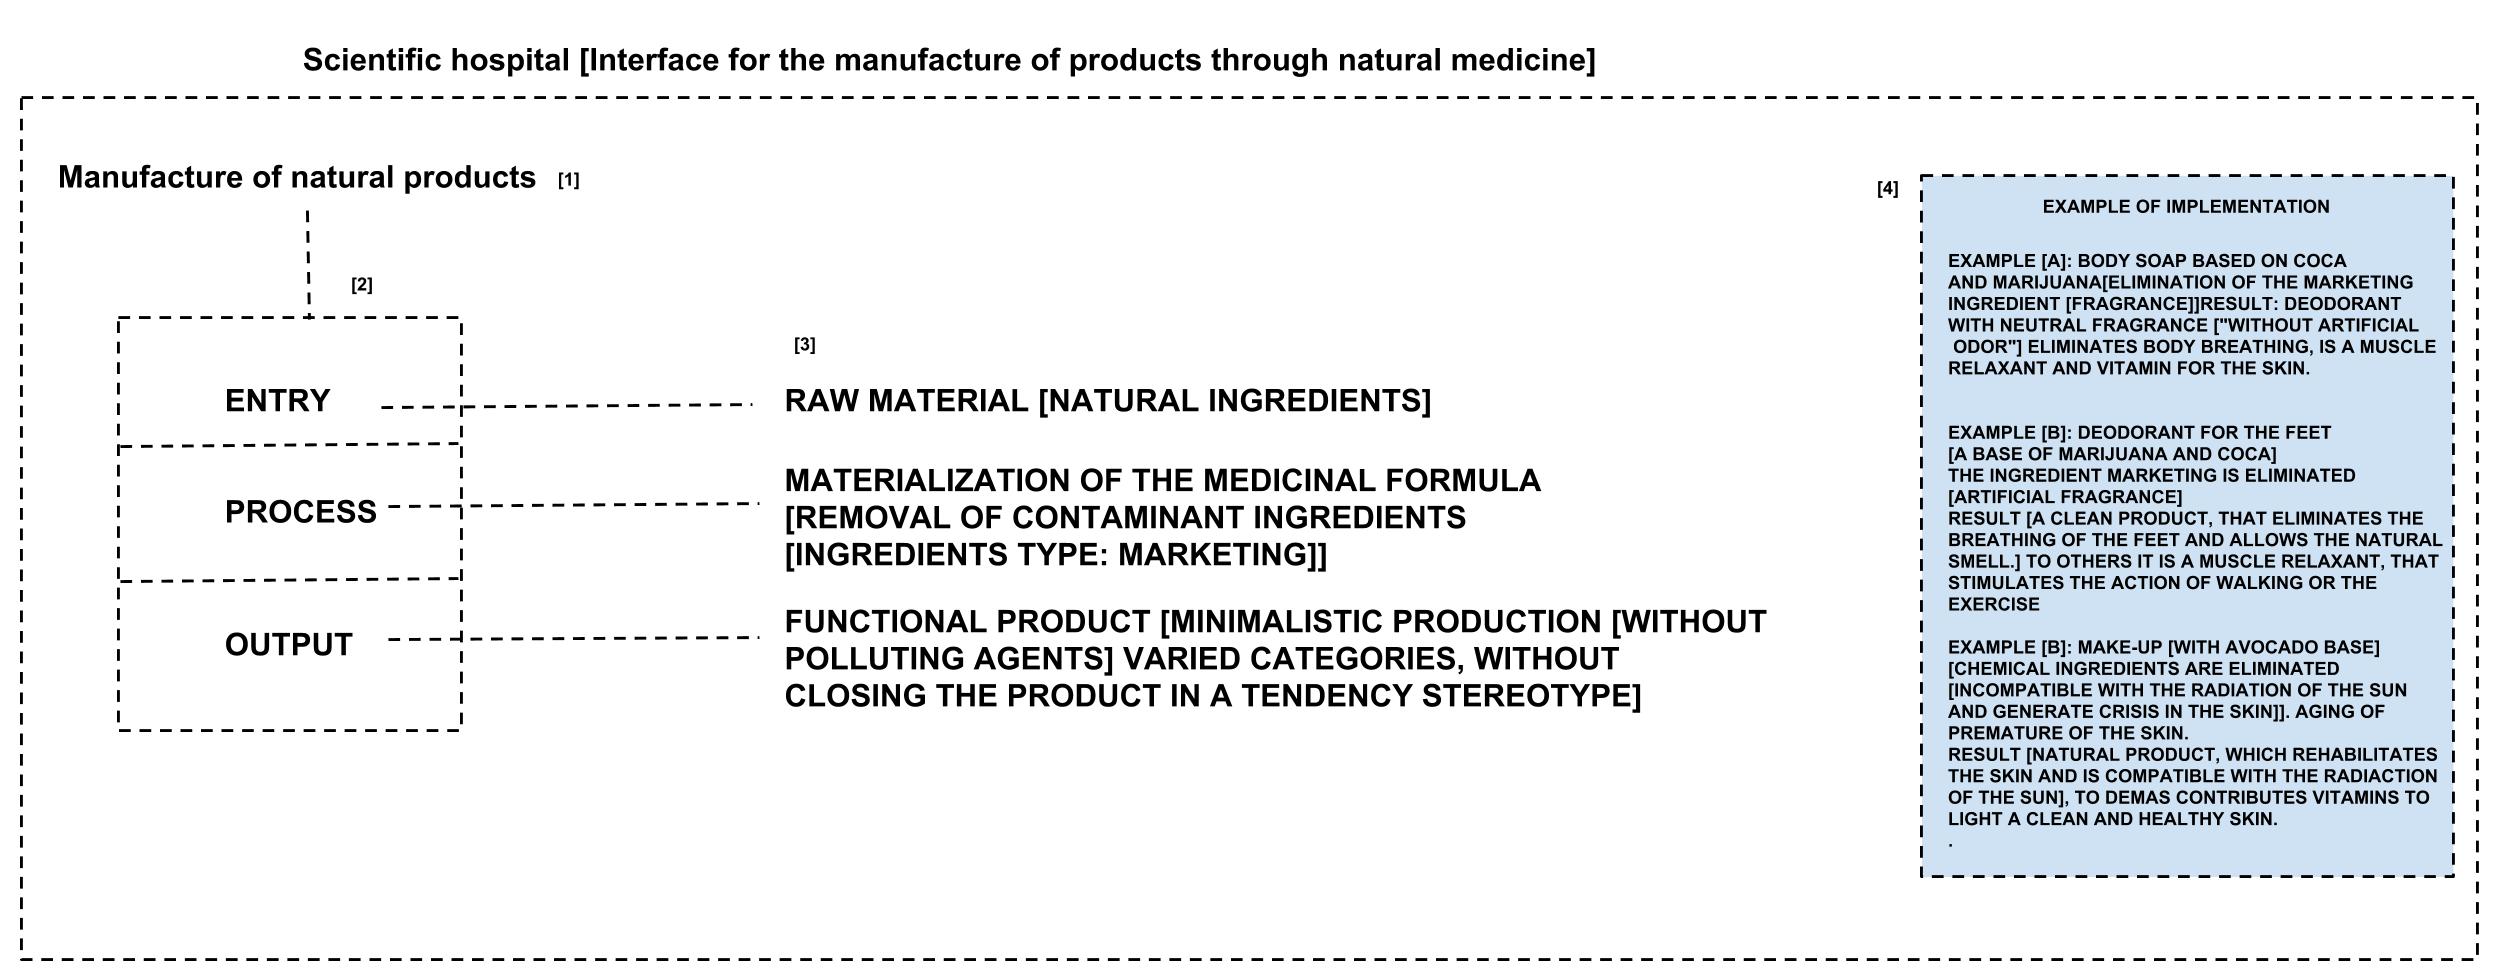 Scientific hospital [Interface for the manufacture of products through natural medicine]
Manufacture of natural products [1]
[2]
ENTRY
PROCESS
OUTPUT
[3]
RAW MATERIAL [NATURAL INGREDIENTS]
MATERIALIZATION OF THE MEDICINAL FORMULA
[REMOVAL OF CONTAMINANT INGREDIENTS
[INGREDIENTS TYPE: MARKETING]]
FUNCTIONAL PRODUCT [MINIMALISTIC PRODUCTION [WITHOUT
POLLUTING AGENTS] VARIED CATEGORIES, WITHOUT
CLOSING THE PRODUCT IN A TENDENCY STEREOTYPE]
[4]
EXAMPLE OF IMPLEMENTATION
EXAMPLE [A]: BODY SOAP BASED ON COCA
AND MARIJUANA[ELIMINATION OF THE MARKETING
INGREDIENT [FRAGRANCE]]RESULT: DEODORANT
WITH NEUTRAL FRAGRANCE ["WITHOUT ARTIFICIAL
ODOR"] ELIMINATES BODY BREATHING, IS A MUSCLE
RELAXANT AND VITAMIN FOR THE SKIN.
EXAMPLE [B]: DEODORANT FOR THE FEET
[A BASE OF MARIJUANA AND COCA]
THE INGREDIENT MARKETING IS ELIMINATED
[ARTIFICIAL FRAGRANCE]
RESULT [A CLEAN PRODUCT, THAT ELIMINATES THE
BREATHING OF THE FEET AND ALLOWS THE NATURAL
SMELL.] TO OTHERS IT IS A MUSCLE RELAXANT, THAT
STIMULATES THE ACTION OF WALKING OR THE
EXERCISE
EXAMPLE [B]: MAKE-UP [WITH AVOCADO BASE]
[CHEMICAL INGREDIENTS ARE ELIMINATED
[INCOMPATIBLE WITH THE RADIATION OF THE SUN
AND GENERATE CRISIS IN THE SKIN]]. AGING OF
PREMATURE OF THE SKIN.
RESULT [NATURAL PRODUCT, WHICH REHABILITATES
THE SKIN AND IS COMPATIBLE WITH THE RADIACTION
OF THE SUN], TO DEMAS CONTRIBUTES VITAMINS TO
LIGHT A CLEAN AND HEALTHY SKIN.
.